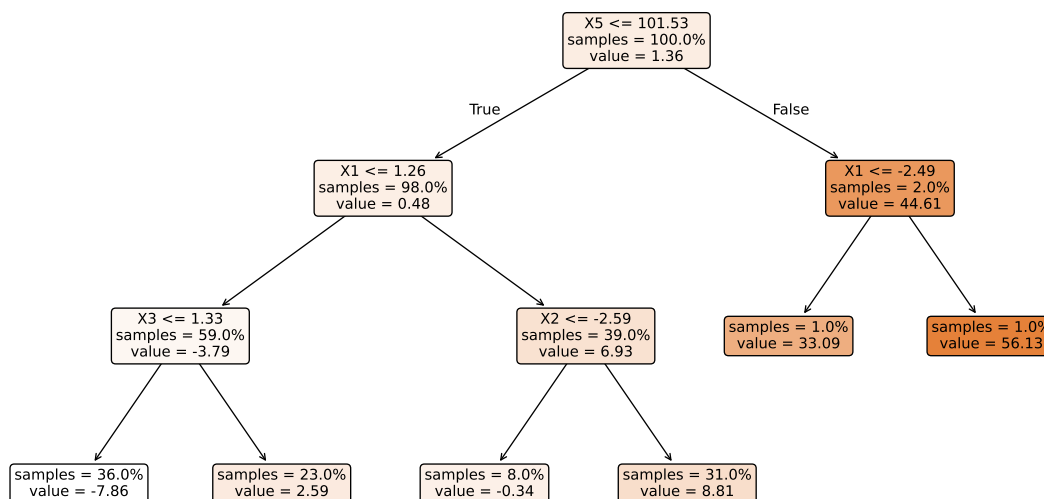 X5 <= 101.53
samples = 100.0%
value = 1.36
True
False
X1 <= 1.26
samples = 98.0%
value = 0.48
X1 <= -2.49
samples = 2.0%
value = 44.61
X3 <= 1.33
samples = 59.0%
value = -3.79
X2 <= -2.59
samples = 39.0%
value = 6.93
samples = 1.0%
value = 33.09
samples = 1.0%
value = 56.13
samples = 36.0%
value = -7.86
samples = 23.0%
value = 2.59
samples = 8.0%
value = -0.34
samples = 31.0%
value = 8.81